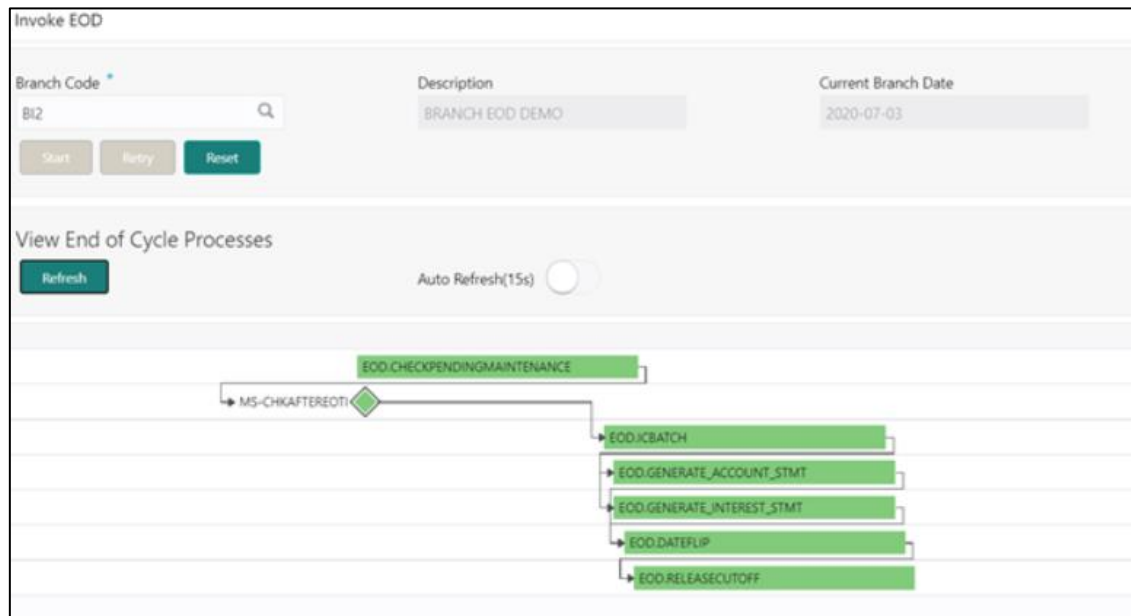 Invoke EOD
Branch Code * Description Current Branch Date
BI2 BRANCH EOD DEMO 2020-07-03
Start Retry Reset
View End of Cycle Processes
Refresh Auto Refresh(15s)
EOD.CHECKPENDINGMAINTENANCE
MS-CHKAFTEREOTI
EOD.ICBATCH
EOD.GENERATE_ACCOUNT_STMT
EOD.GENERATE_INTEREST_STMT
EOD.DATEFLIP
EOD.RELEASECUTOFF